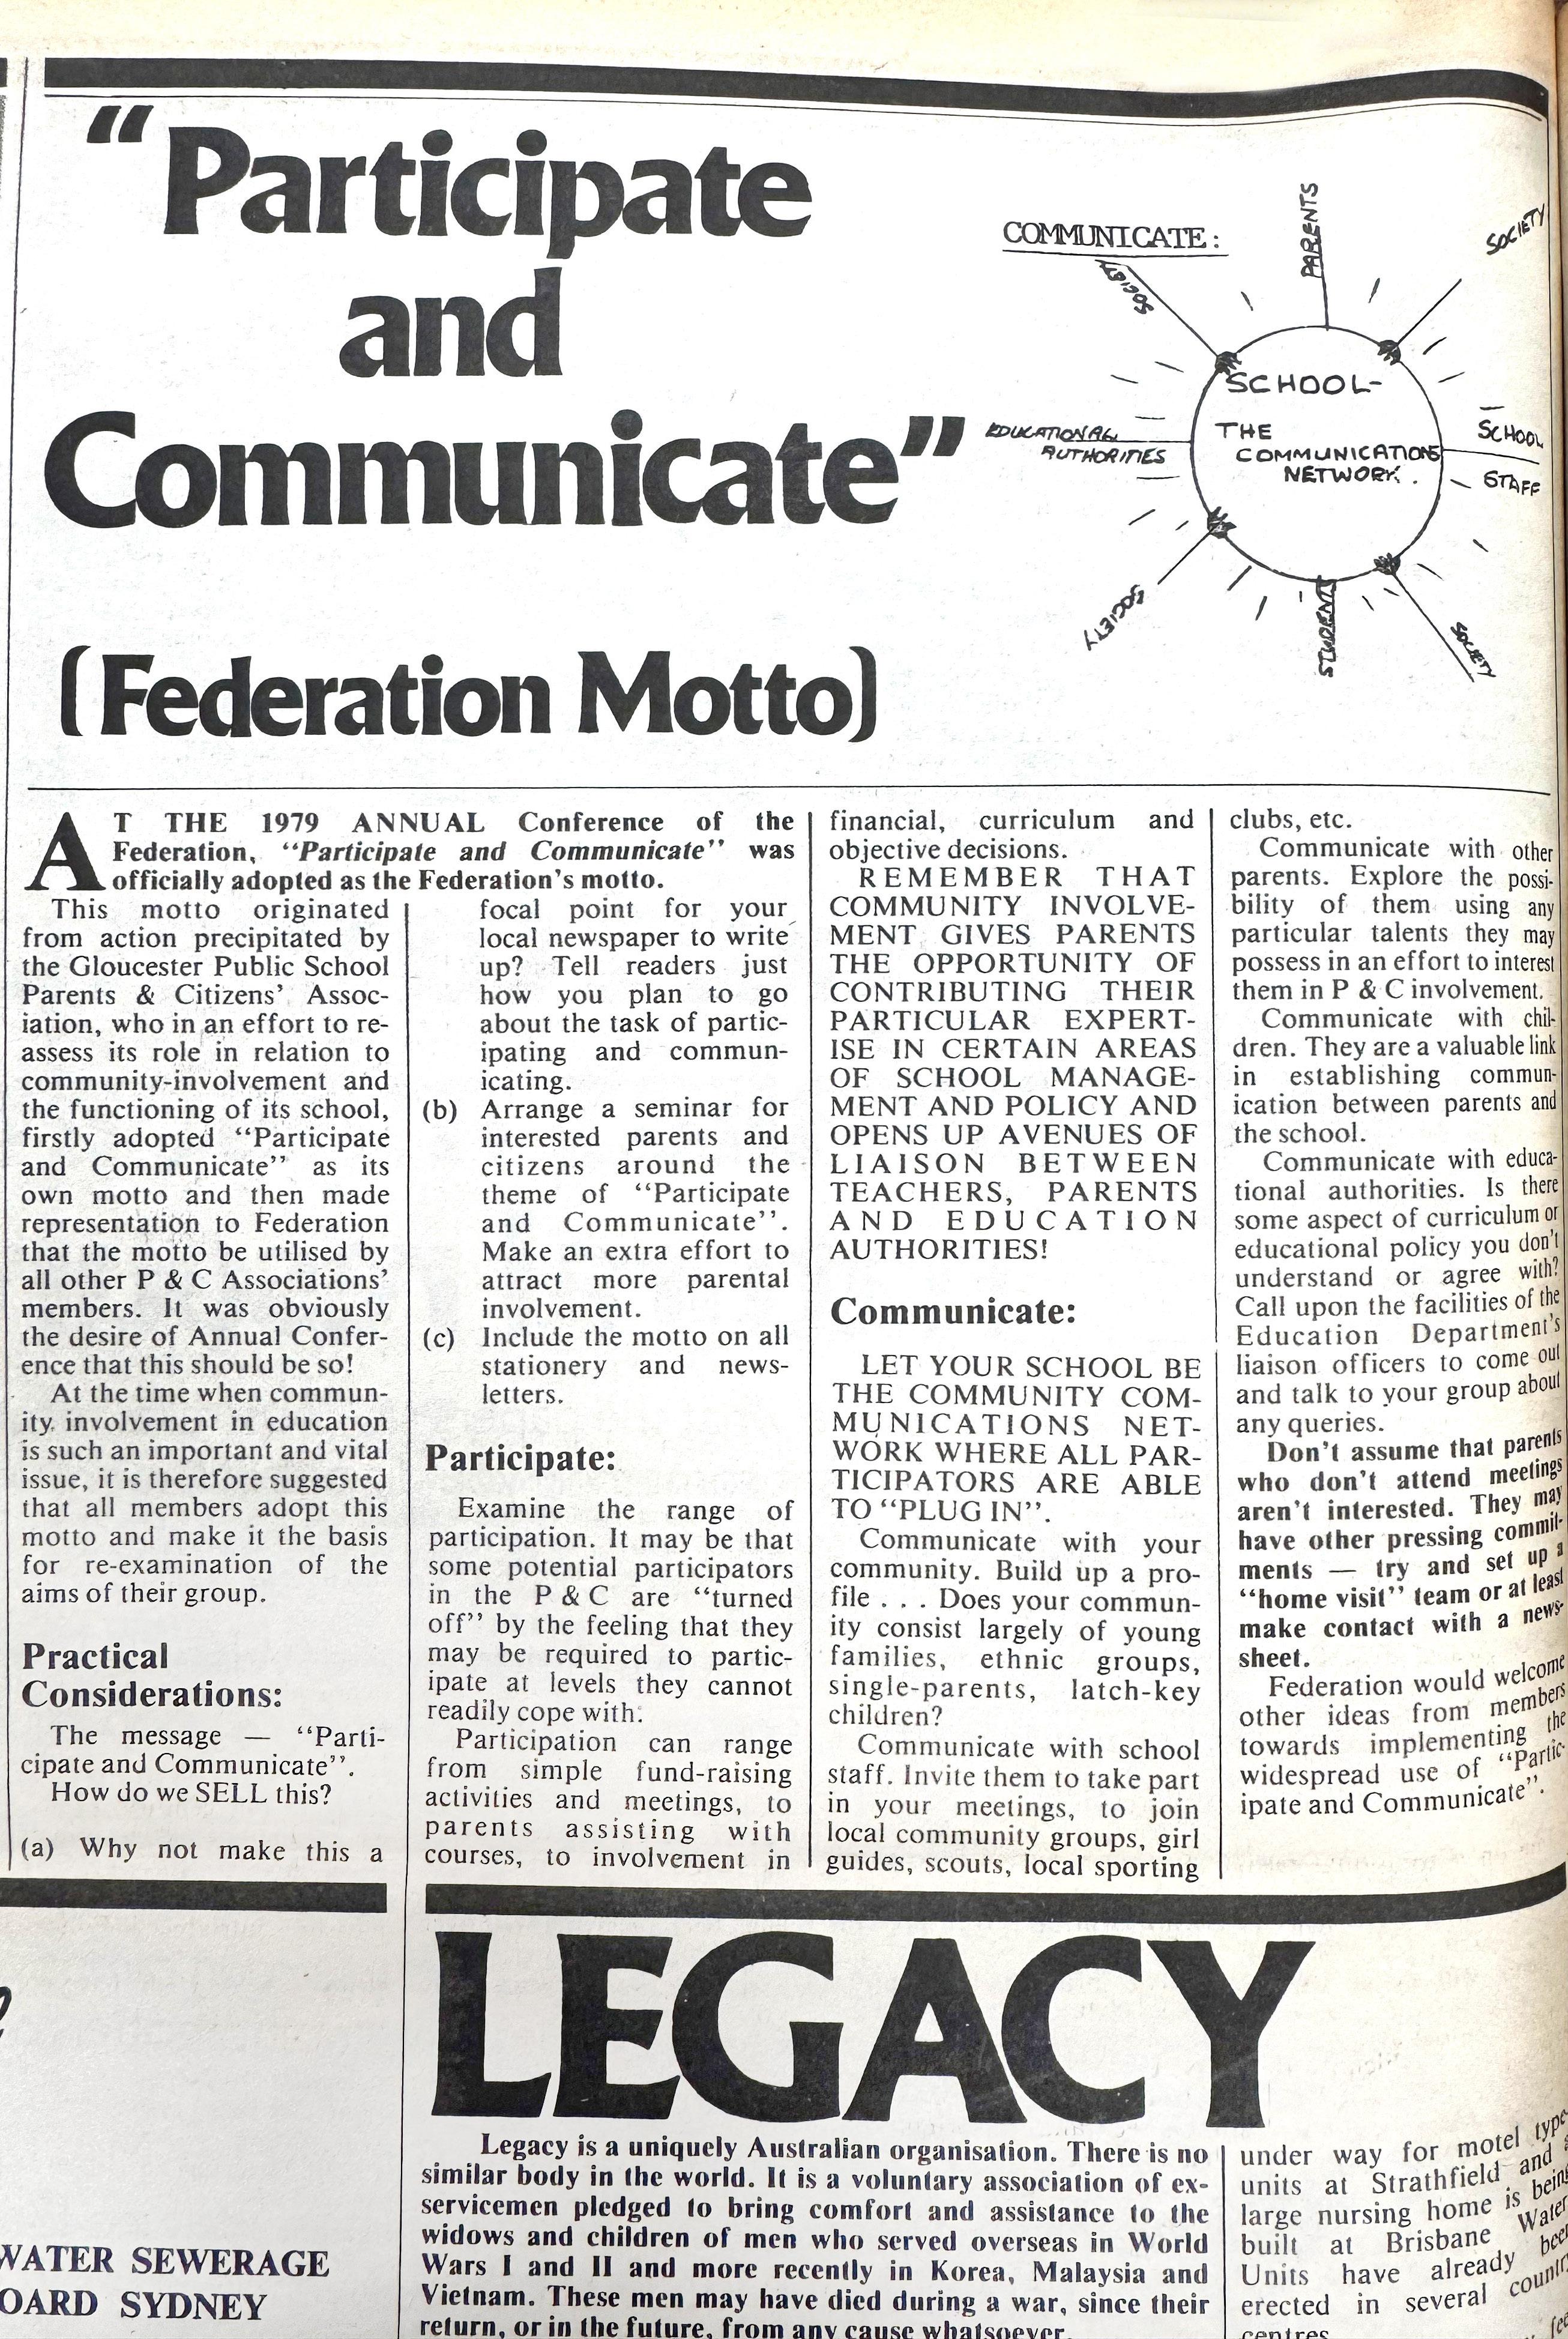 “Participate
and
Communicate”
(Federation Motto)
COMMUNICATE:
PARENTS
SOCIETY
SOCIETY
SCHOOL-
THE
COMMUNICATIONS
NETWORK.
EDUCATIONAL
AUTHORITIES
SCHOOL
STAFF
SOCIETY
STUDENTS
SOCIETY
AT THE 1979 ANNUAL Conference of the
Federation, “Participate and Communicate” was
officially adopted as the Federation’s motto.
This motto originated
from action precipitated by
the Gloucester Public School
Parents & Citizens’ Assoc-
iation, who in an effort to re-
assess its role in relation to
community-involvement and
the functioning of its school,
firstly adopted “Participate
and Communicate” as its
own motto and then made
representation to Federation
that the motto be utilised by
all other P & C Associations’
members. It was obviously
the desire of Annual Confer-
ence that this should be so!
At the time when commun-
ity involvement in education
is such an important and vital
issue, it is therefore suggested
that all members adopt this
motto and make it the basis
for re-examination of the
aims of their group.
Practical
Considerations:
The message — “Parti-
cipate and Communicate”.
How do we SELL this?
(a) Why not make this a
focal point for your
local newspaper to write
up? Tell readers just
how you plan to go
about the task of partic-
ipating and commun-
icating.
(b) Arrange a seminar for
interested parents and
citizens around the
theme of “Participate
and Communicate”.
Make an extra effort to
attract more parental
involvement.
(c) Include the motto on all
stationery and news-
letters.
Participate:
Examine the range of
participation. It may be that
some potential participators
in the P & C are “turned
off” by the feeling that they
may be required to partic-
ipate at levels they cannot
readily cope with.
Participation can range
from simple fund-raising
activities and meetings, to
parents assisting with
courses, to involvement in
financial, curriculum and
objective decisions.
REMEMBER THAT
COMMUNITY INVOLVE-
MENT GIVES PARENTS
THE OPPORTUNITY OF
CONTRIBUTING THEIR
PARTICULAR EXPERT-
ISE IN CERTAIN AREAS
OF SCHOOL MANAGE-
MENT AND POLICY AND
OPENS UP AVENUES OF
LIAISON BETWEEN
TEACHERS, PARENTS
AND EDUCATION
AUTHORITIES!
Communicate:
LET YOUR SCHOOL BE
THE COMMUNITY COM-
MUNICATIONS NET-
WORK WHERE ALL PAR-
TICIPATORS ARE ABLE
TO “PLUG IN”.
Communicate with your
community. Build up a pro-
file . . . Does your commun-
ity consist largely of young
families, ethnic groups,
single-parents, latch-key
children?
Communicate with school
staff. Invite them to take part
in your meetings, to join
local community groups, girl
guides, scouts, local sporting
clubs, etc.
Communicate with other
parents. Explore the possi-
bility of them using any
particular talents they may
possess in an effort to interest
them in P & C involvement.
Communicate with chil-
dren. They are a valuable link
in establishing commun-
ication between parents and
the school.
Communicate with educa-
tional authorities. Is there
some aspect of curriculum or
educational policy you don’t
understand or agree with?
Call upon the facilities of the
Education Department’s
liaison officers to come out
and talk to your group about
any queries.
Don’t assume that parents
who don’t attend meetings
aren’t interested. They may
have other pressing commit-
ments — try and set up a
“home visit” team or at least
make contact with a news-
sheet.
Federation would welcome
other ideas from members
towards implementing the
widespread use of “Partic-
ipate and Communicate”.
WATER SEWERAGE
OARD SYDNEY
LEGACY
Legacy is a uniquely Australian organisation. There is no
similar body in the world. It is a voluntary association of ex-
servicemen pledged to bring comfort and assistance to the
widows and children of men who served overseas in World
Wars I and II and more recently in Korea, Malaysia and
Vietnam. These men may have died during a war, since their
return, or in the future, from any cause whatsoever.
under way for motel type
units at Strathfield and
large nursing home is being
built at Brisbane Water
Units have already been
erected in several country
centres